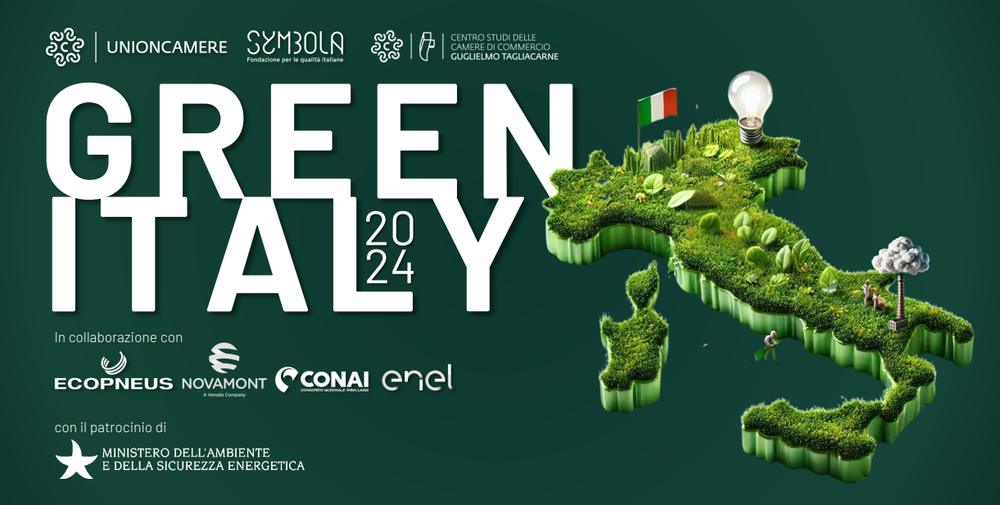 UNIONCAMERE
SYMBOLA
Fondazione per le qualità italiane
CENTRO STUDI DELLE
CAMERE DI COMMERCIO
GUGLIELMO TAGLIACARNE
GREEN
ITALY
20
24
In collaborazione con
ECOPNEUS
NOVAMONT
A Versalis Company
CONAI
CONSORZIO NAZIONALE IMBALLAGGI
enel
con il patrocinio di
MINISTERO DELL'AMBIENTE
E DELLA SICUREZZA ENERGETICA